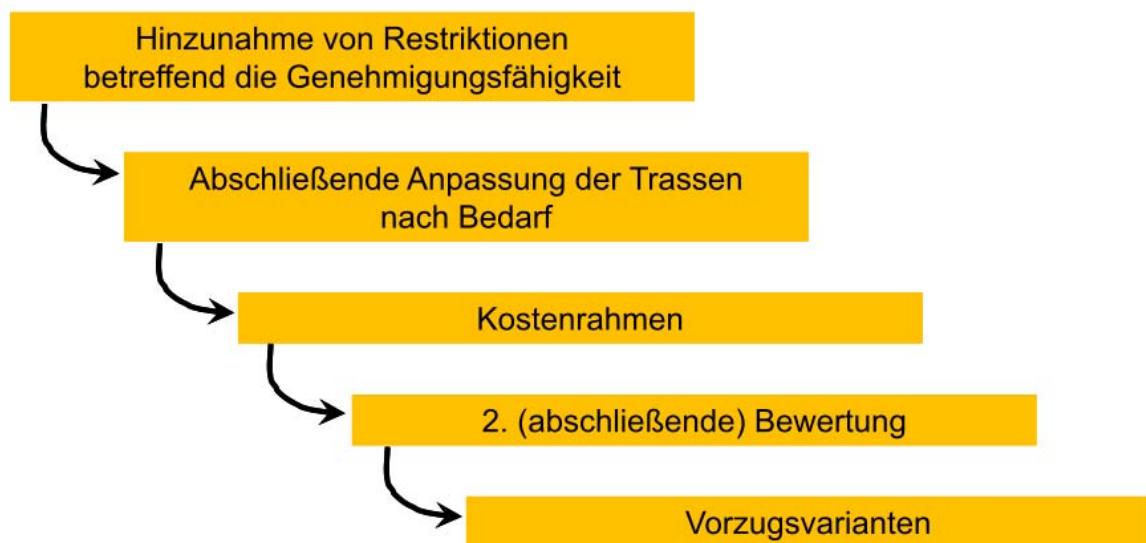 Hinzunahme von Restriktionen
betreffend die Genehmigungsfähigkeit
Abschließende Anpassung der Trassen
nach Bedarf
Kostenrahmen
2. (abschließende) Bewertung
Vorzugsvarianten